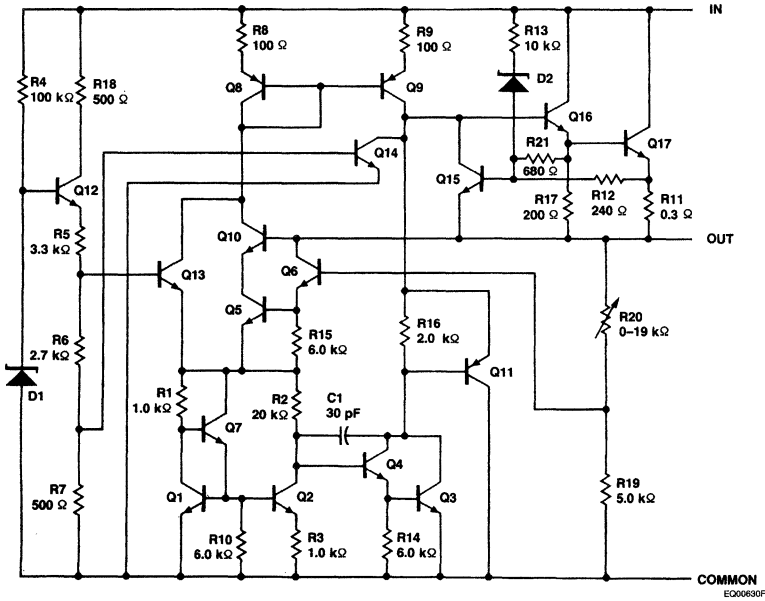 IN
R8
100 Ω
R9
100 Ω
R13
10 kΩ
R4
100 kΩ
R18
500 Ω
Q8
Q9
D2
Q16
Q14
R21
680 Ω
Q17
Q12
Q15
R17
200 Ω
R12
240 Ω
R11
0.3 Ω
R5
3.3 kΩ
Q10
OUT
Q13
Q6
Q5
R6
2.7 kΩ
R15
6.0 kΩ
R16
2.0 kΩ
R20
0–19 kΩ
D1
Q11
R1
1.0 kΩ
R2
20 kΩ
C1
30 pF
Q7
Q4
R7
500 Ω
Q1
Q2
Q3
R19
5.0 kΩ
R10
6.0 kΩ
R3
1.0 kΩ
R14
6.0 kΩ
COMMON
EQ00630F